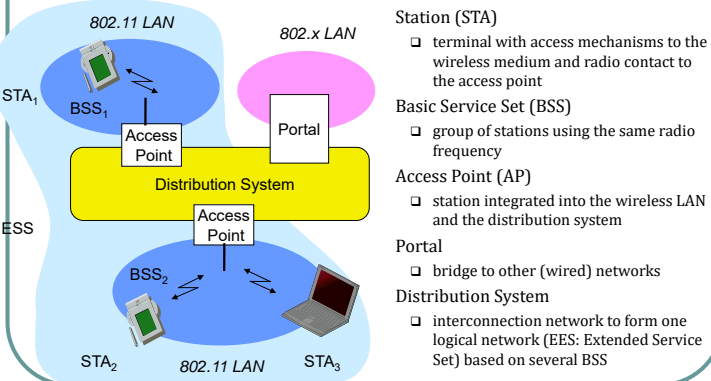 802.11 LAN
802.x LAN
STA1
BSS1
Access
Point
Portal
Distribution System
Access
Point
ESS
BSS2
STA2
802.11 LAN
STA3
Station (STA)
❑ terminal with access mechanisms to the
wireless medium and radio contact to
the access point
Basic Service Set (BSS)
❑ group of stations using the same radio
frequency
Access Point (AP)
❑ station integrated into the wireless LAN
and the distribution system
Portal
❑ bridge to other (wired) networks
Distribution System
❑ interconnection network to form one
logical network (EES: Extended Service
Set) based on several BSS